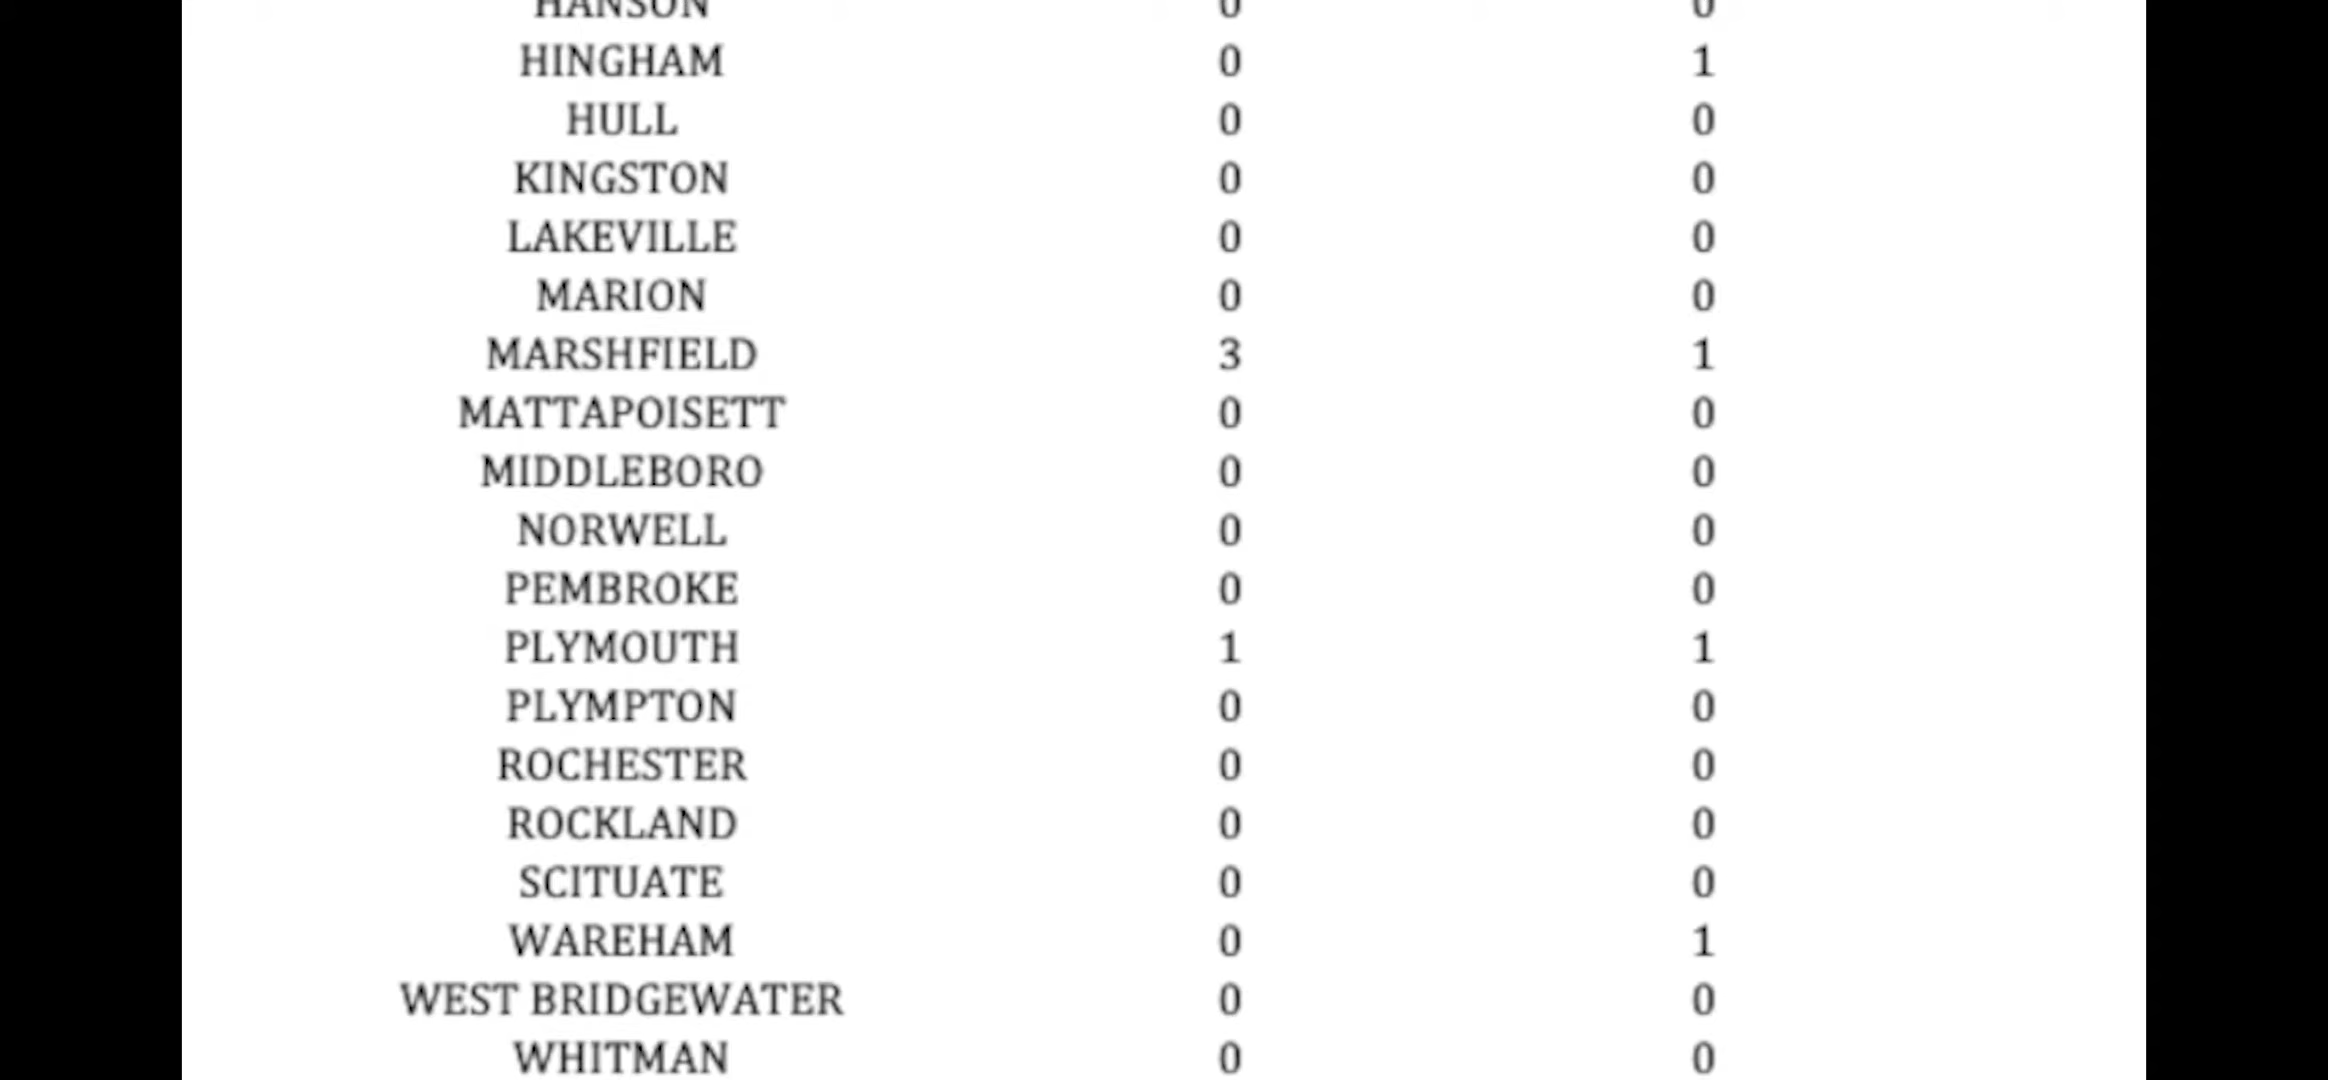 HANSON 0 0
HINGHAM 0 1
HULL 0 0
KINGSTON 0 0
LAKEVILLE 0 0
MARION 0 0
MARSHFIELD 3 1
MATTAPOISETT 0 0
MIDDLEBORO 0 0
NORWELL 0 0
PEMBROKE 0 0
PLYMOUTH 1 1
PLYMPTON 0 0
ROCHESTER 0 0
ROCKLAND 0 0
SCITUATE 0 0
WAREHAM 0 1
WEST BRIDGEWATER 0 0
WHITMAN 0 0